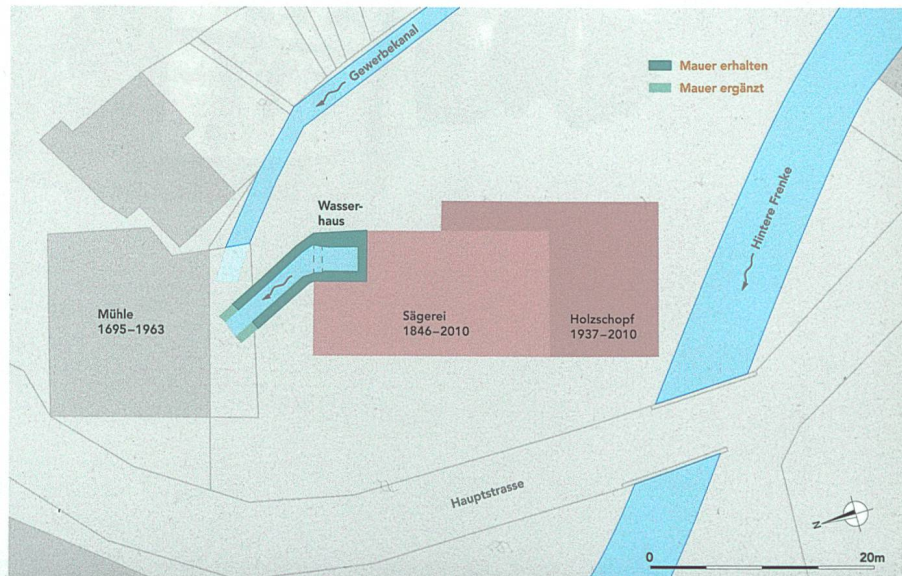 Gewerbekanal
Mauer erhalten
Mauer ergänzt
Wasser-
haus
Hintere Frenke
Mühle
1695–1963
Sägerei
1846–2010
Holzschopf
1937–2010
Hauptstrasse
N
0
20m